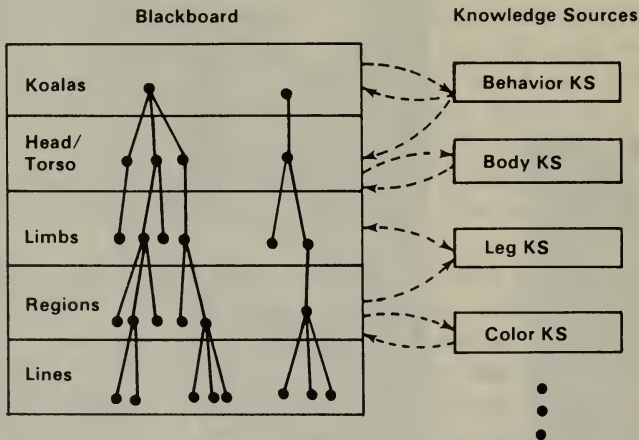 Blackboard
Knowledge Sources
Koalas
Behavior KS
Head/
Torso
Body KS
Limbs
Leg KS
Regions
Color KS
Lines